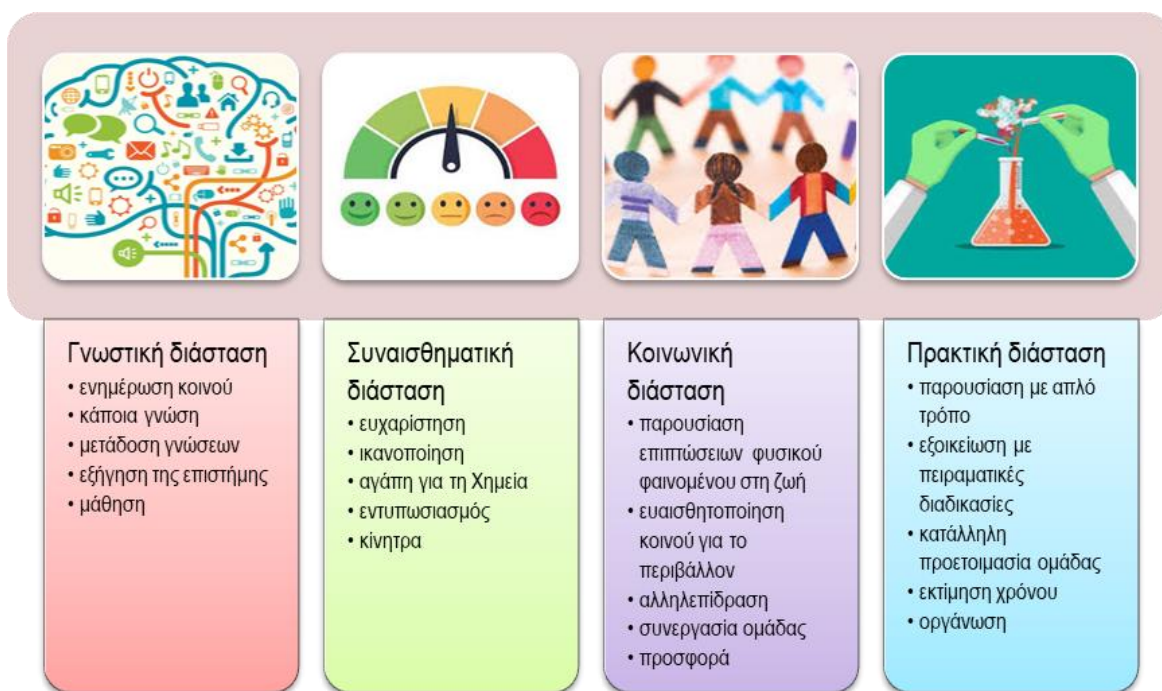 Γνωστική διάσταση
• ενημέρωση κοινού
• κάποια γνώση
• μετάδοση γνώσεων
• εξήγηση της επιστήμης
• μάθηση
Συναισθηματική
διάσταση
• ευχαρίστηση
• ικανοποίηση
• αγάπη για τη Χημεία
• εντυπωσιασμός
• κίνητρα
Κοινωνική
διάσταση
• παρουσίαση
επιπτώσεων φυσικού
φαινομένου στη ζωή
• ευαισθητοποίηση
κοινού για το
περιβάλλον
• αλληλεπίδραση
• συνεργασία ομάδας
• προσφορά
Πρακτική διάσταση
• παρουσίαση με απλό
τρόπο
• εξοικείωση με
πειραματικές
διαδικασίες
• κατάλληλη
προετοιμασία ομάδας
• εκτίμηση χρόνου
• οργάνωση